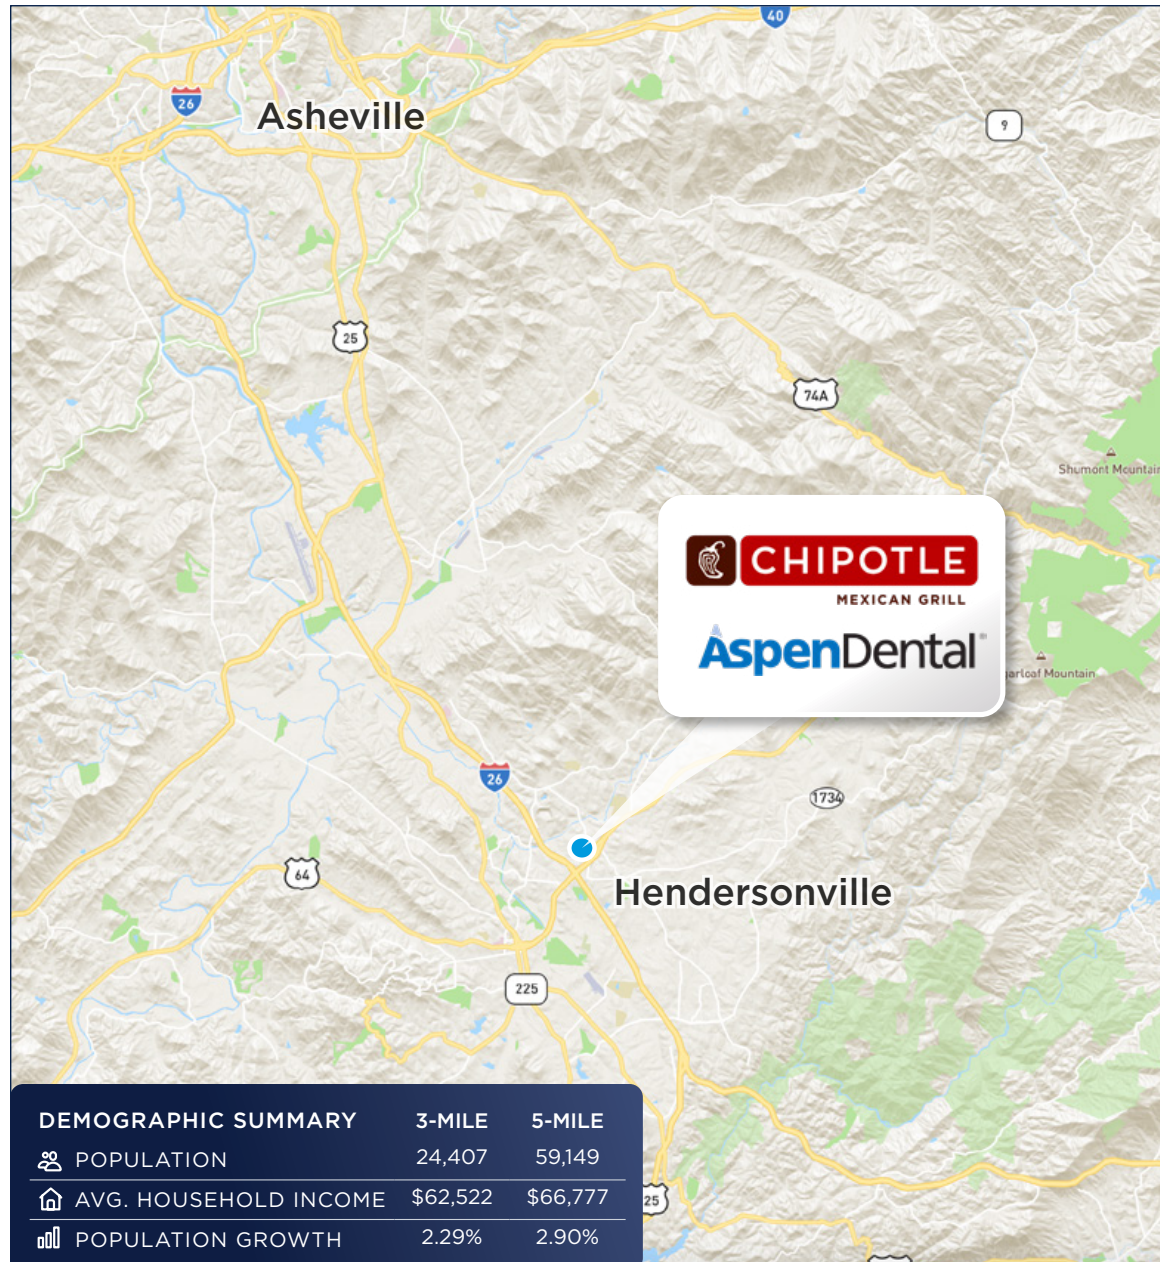 40
26
Asheville
9
25
74A
Shumont Mountain
CHIPOTLE
MEXICAN GRILL
AspenDental
Mountain
26
1734
64
Hendersonville
225
DEMOGRAPHIC SUMMARY 3-MILE 5-MILE
POPULATION 24,407 59,149
AVG. HOUSEHOLD INCOME $62,522 $66,777
25
POPULATION GROWTH 2.29% 2.90%